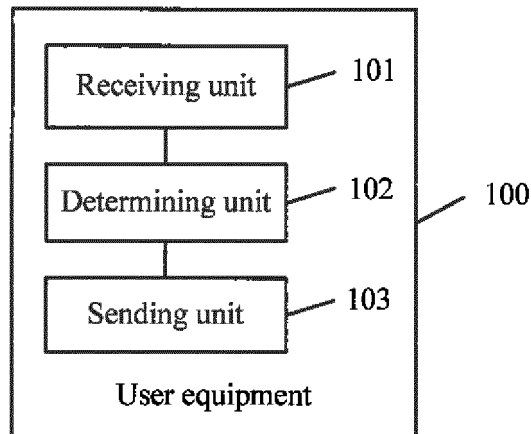 Receiving unit
101
Determining unit
102
100
Sending unit
103
User equipment